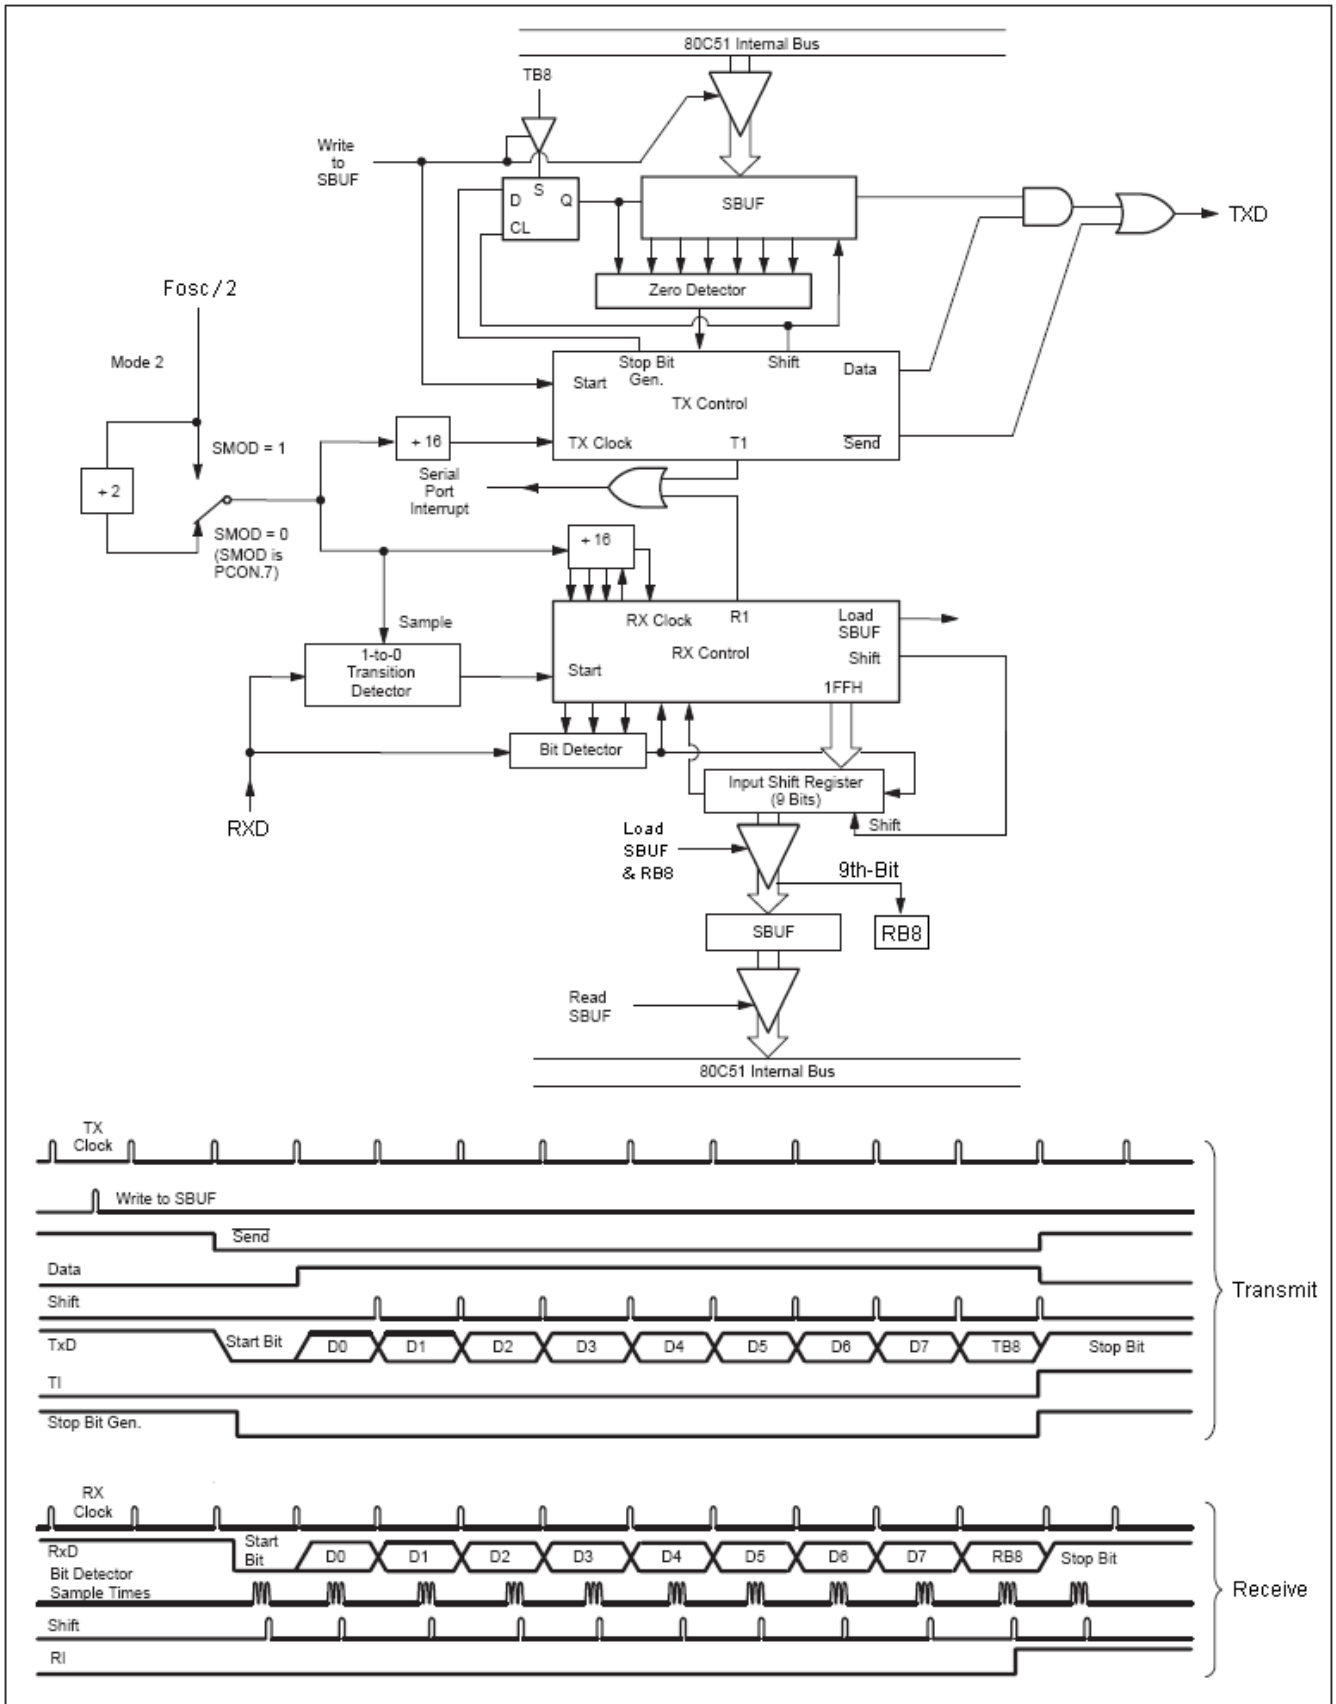 80C51 Internal Bus
TB8
Write
to
SBUF
S
D
Q
CL
SBUF
TXD
Zero Detector
Fosc/2
Mode 2
SMOD = 1
÷ 2
SMOD = 0
(SMOD is
PCON.7)
÷ 16
Stop Bit
Gen.
Shift
Data
Start
TX Control
TX Clock
T1
Send
Serial
Port
Interrupt
÷ 16
Sample
1-to-0
Transition
Detector
RX Clock
R1
Load
SBUF
RX Control
Shift
Start
1FFH
Bit Detector
RXD
Input Shift Register
(9 Bits)
Shift
Load
SBUF
& RB8
9th-Bit
SBUF
RB8
Read
SBUF
80C51 Internal Bus
TX
Clock
Write to SBUF
Send
Data
Shift
TxD Start Bit D0 D1 D2 D3 D4 D5 D6 D7 TB8 Stop Bit
TI
Stop Bit Gen.
Transmit
RX
Clock
RxD Start Bit D0 D1 D2 D3 D4 D5 D6 D7 RB8 Stop Bit
Bit Detector
Sample Times
Shift
RI
Receive